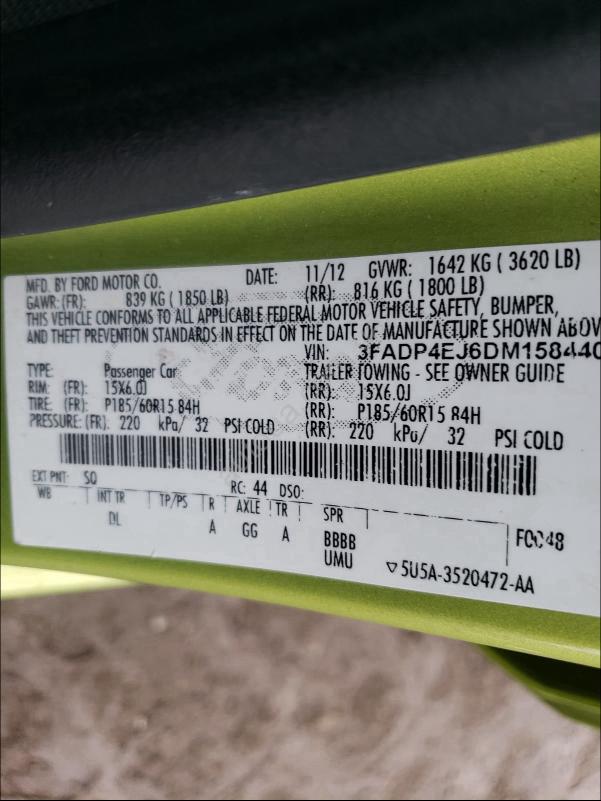 MFD. BY FORD MOTOR CO. DATE: 11/12 GVWR: 1642 KG ( 3620 LB)
GAWR: (FR): 839 KG ( 1850 LB) (RR): 816 KG ( 1800 LB)
THIS VEHICLE CONFORMS TO ALL APPLICABLE FEDERAL MOTOR VEHICLE SAFETY, BUMPER,
AND THEFT PREVENTION STANDARDS IN EFFECT ON THE DATE OF MANUFACTURE SHOWN ABOV
VIN: 3FADP4EJ6DM158440
TYPE: Passenger Car TRAILER TOWING - SEE OWNER GUIDE
RIM: (FR): 15X6.0J (RR): 15X6.0J
TIRE: (FR): P185/60R15 84H (RR): P185/60R15 84H
PRESSURE: (FR): 220 kPa/ 32 PSI COLD (RR): 220 kPa/ 32 PSI COLD
EXT PNT: SQ RC: 44 DSO:
WB INT TR TP/PS R AXLE TR SPR
DL A GG A BBBB F0048
UMU ▽5U5A-3520472-AA